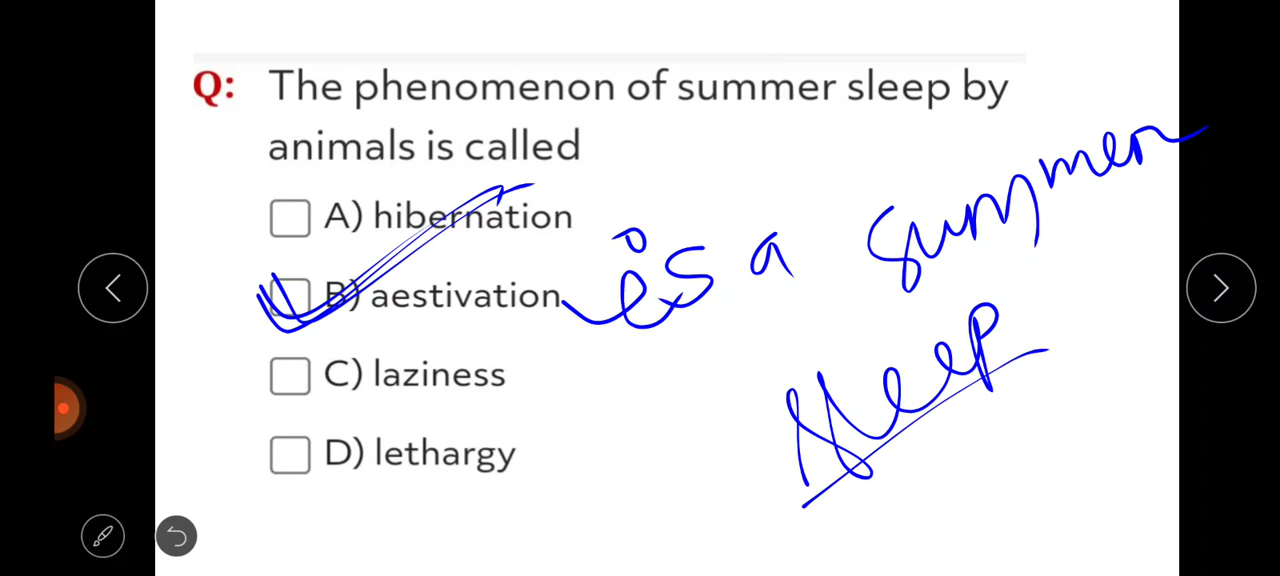 Q: The phenomenon of summer sleep by
animals is called
A) hibernation
B) aestivation is a summer
sleep
C) laziness
D) lethargy